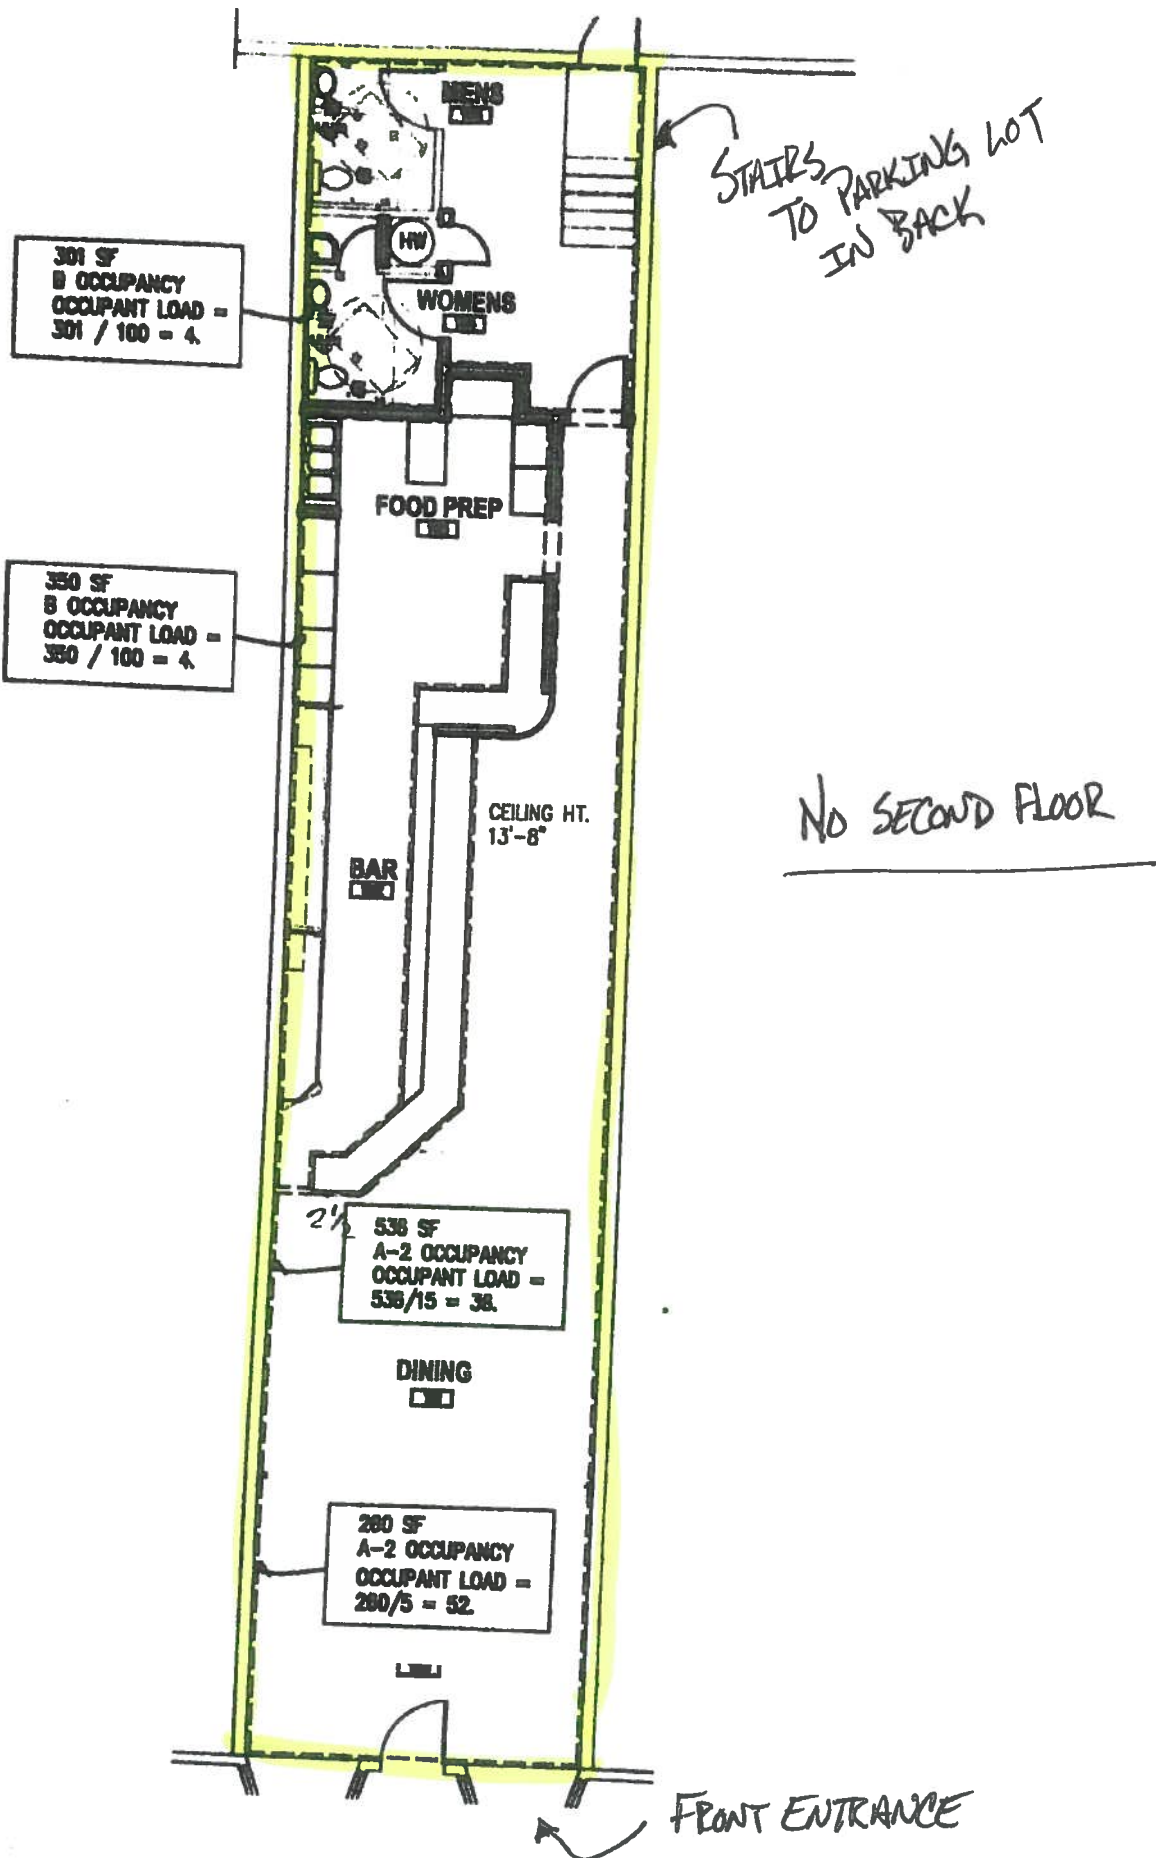 MENS
STAIRS
TO PARKING LOT
IN BACK
HW
301 SF
B OCCUPANCY
OCCUPANT LOAD =
301 / 100 = 4.
WOMENS
FOOD PREP
350 SF
B OCCUPANCY
OCCUPANT LOAD =
350 / 100 = 4.
CEILING HT.
13'-8"
NO SECOND FLOOR
BAR
2 1/2
538 SF
A-2 OCCUPANCY
OCCUPANT LOAD =
538/15 = 36.
DINING
260 SF
A-2 OCCUPANCY
OCCUPANT LOAD =
260/5 = 52.
FRONT ENTRANCE